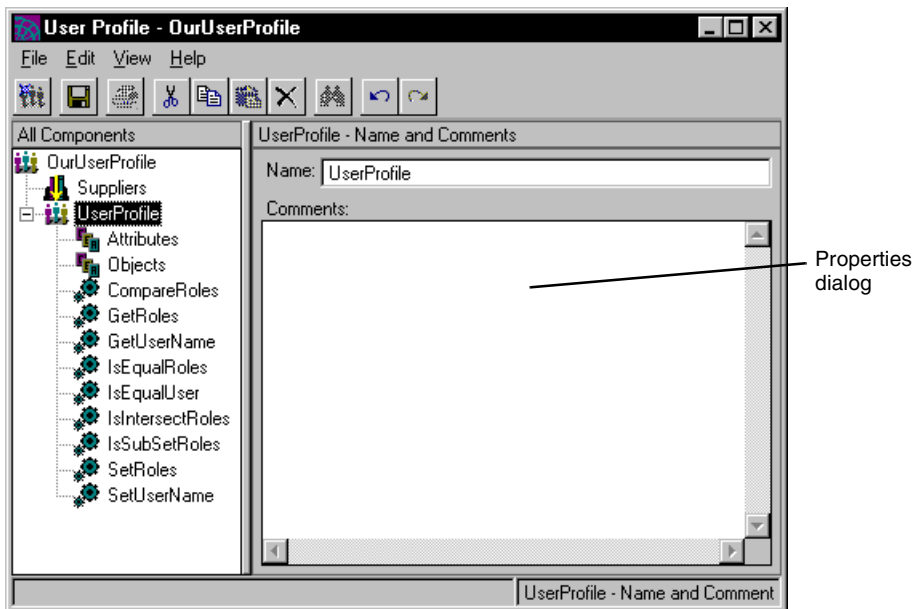 User Profile - OurUserProfile
File Edit View Help
All Components
UserProfile - Name and Comments
OurUserProfile
Suppliers
UserProfile
Attributes
Objects
CompareRoles
GetRoles
GetUserName
IsEqualRoles
IsEqualUser
IsIntersectRoles
IsSubSetRoles
SetRoles
SetUserName
Name: UserProfile
Comments:
Properties
dialog
UserProfile - Name and Comment